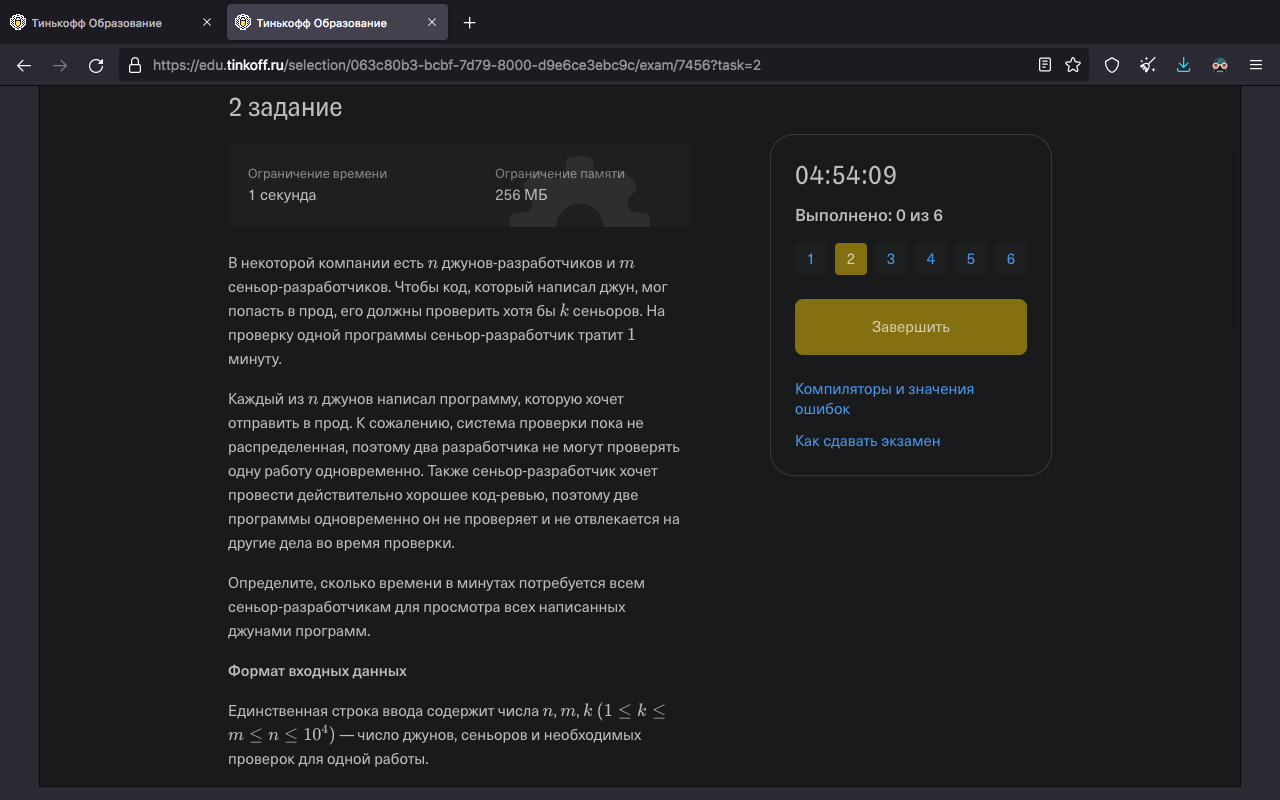 Тинькофф Образование
Тинькофф Образование
https://edu.tinkoff.ru/selection/063c80b3-bcbf-7d79-8000-d9e6ce3ebc9c/exam/7456?task=2
2 задание
Ограничение времени
1 секунда
Ограничение памяти
256 МБ
В некоторой компании есть n джунов-разработчиков и m
сеньор-разработчиков. Чтобы код, который написал джун, мог
попасть в прод, его должны проверить хотя бы k сеньоров. На
проверку одной программы сеньор-разработчик тратит 1
минуту.
Каждый из n джунов написал программу, которую хочет
отправить в прод. К сожалению, система проверки пока не
распределенная, поэтому два разработчика не могут проверять
одну работу одновременно. Также сеньор-разработчик хочет
провести действительно хорошее код-ревью, поэтому две
программы одновременно он не проверяет и не отвлекается на
другие дела во время проверки.
Определите, сколько времени в минутах потребуется всем
сеньор-разработчикам для просмотра всех написанных
джунами программ.
Формат входных данных
Единственная строка ввода содержит числа n, m, k (1 ≤ k ≤
m ≤ n ≤ 10⁴) — число джунов, сеньоров и необходимых
проверок для одной работы.
04:54:09
Выполнено: 0 из 6
1 2 3 4 5 6
Завершить
Компиляторы и значения
ошибок
Как сдавать экзамен